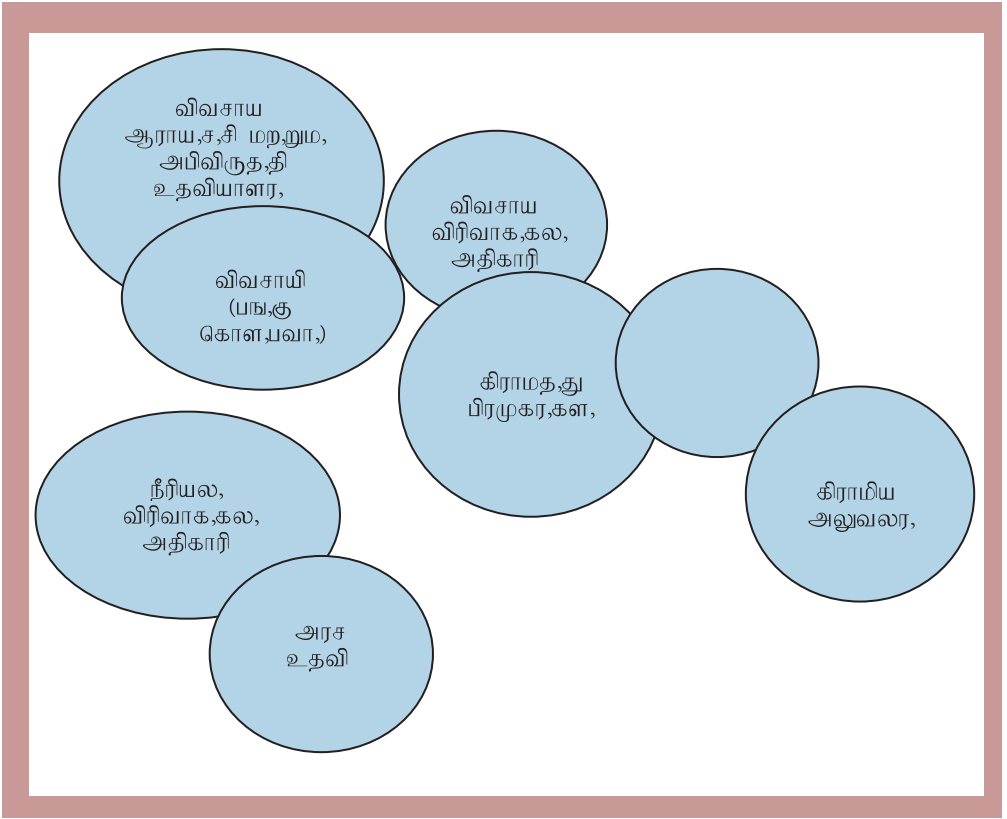 விவசாய
ஆராய,ச,சி மற,றும,
அபிவிருத,தி
உதவியாளர,
விவசாயி
(பங,கு
கொள,பவா,)
விவசாய
விரிவாக,கல,
அதிகாரி
கிராமத,து
பிரமுகர,கள,
கிராமிய
அலுவலர,
நீரியல,
விரிவாக,கல,
அதிகாரி
அரச
உதவி